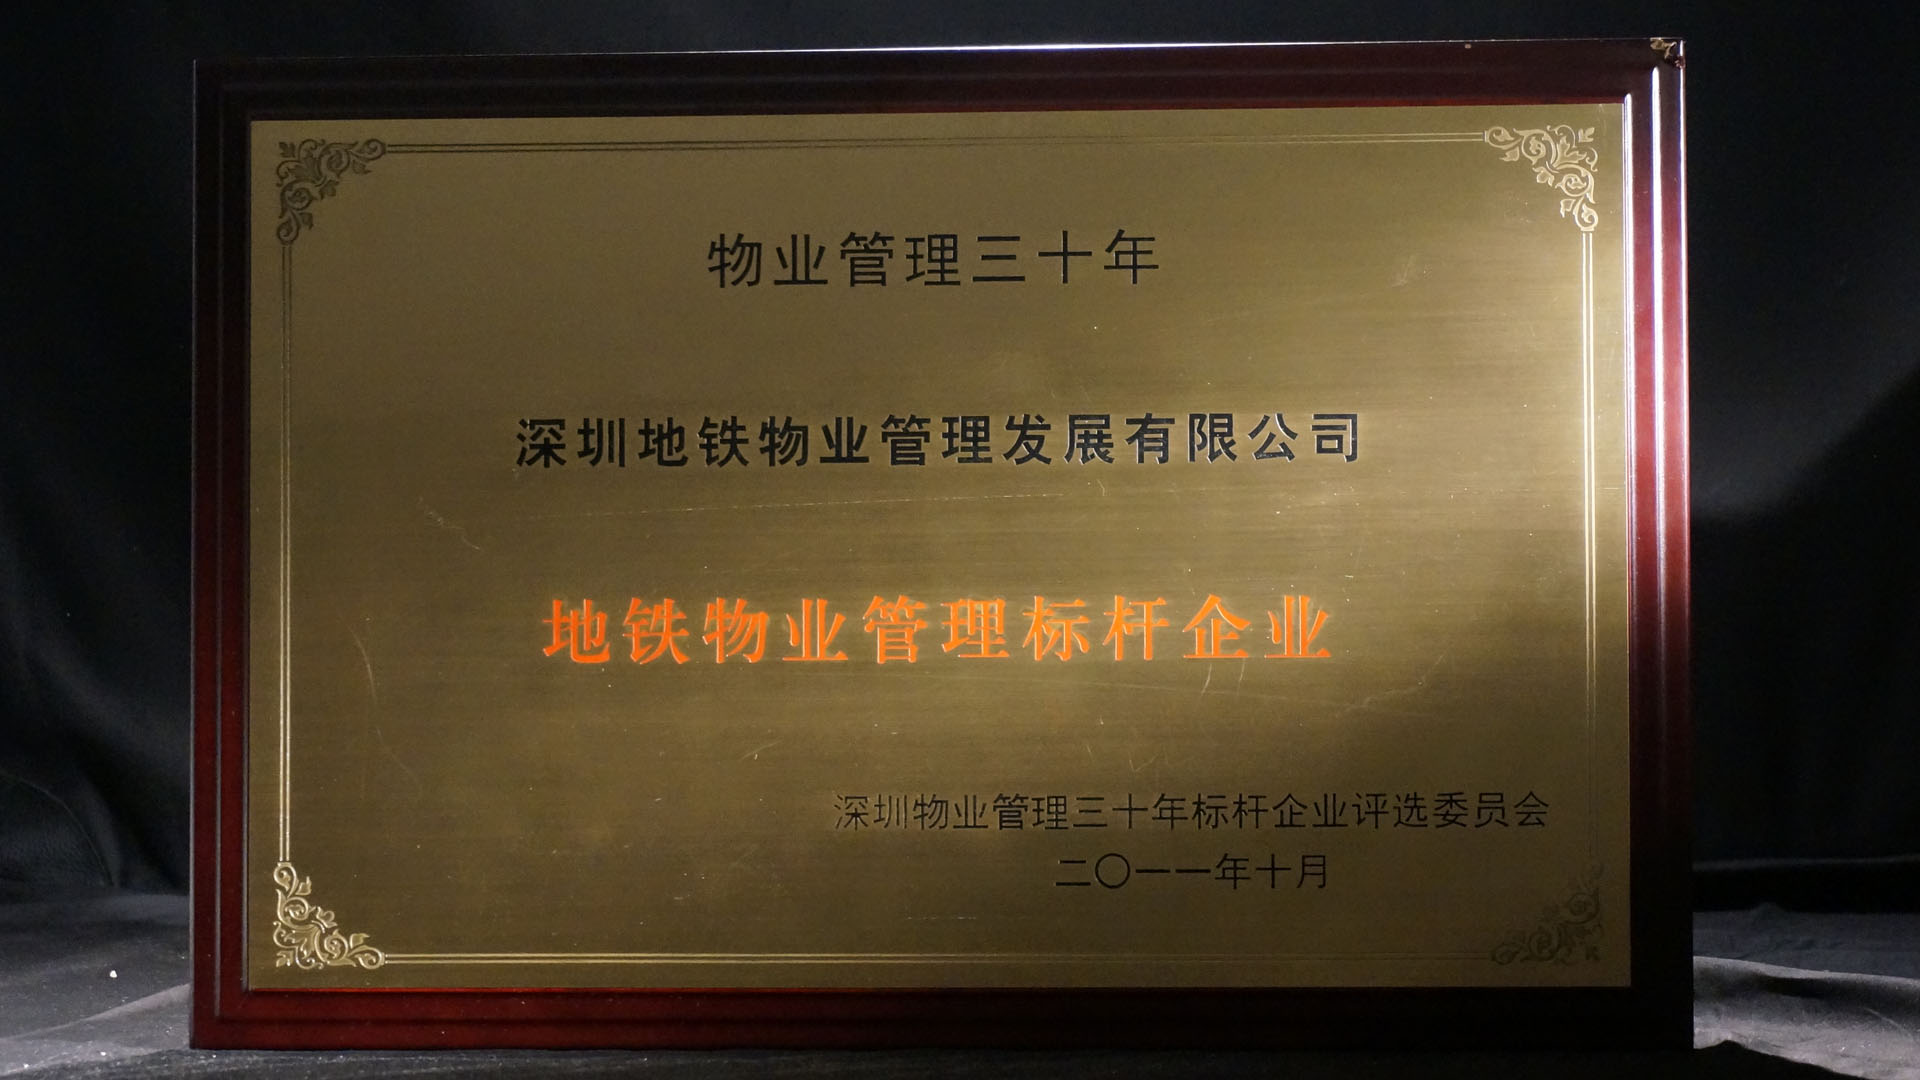 物业管理三十年
深圳地铁物业管理发展有限公司
地铁物业管理标杆企业
深圳物业管理三十年标杆企业评选委员会
二〇一一年十月